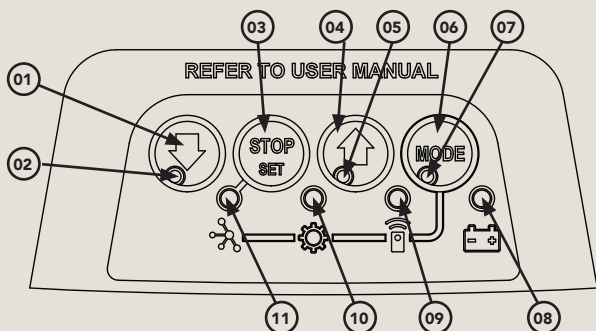 03 04 05 06 07
01
REFER TO USER MANUAL
02
STOP MODE
SET
11 10 09 08